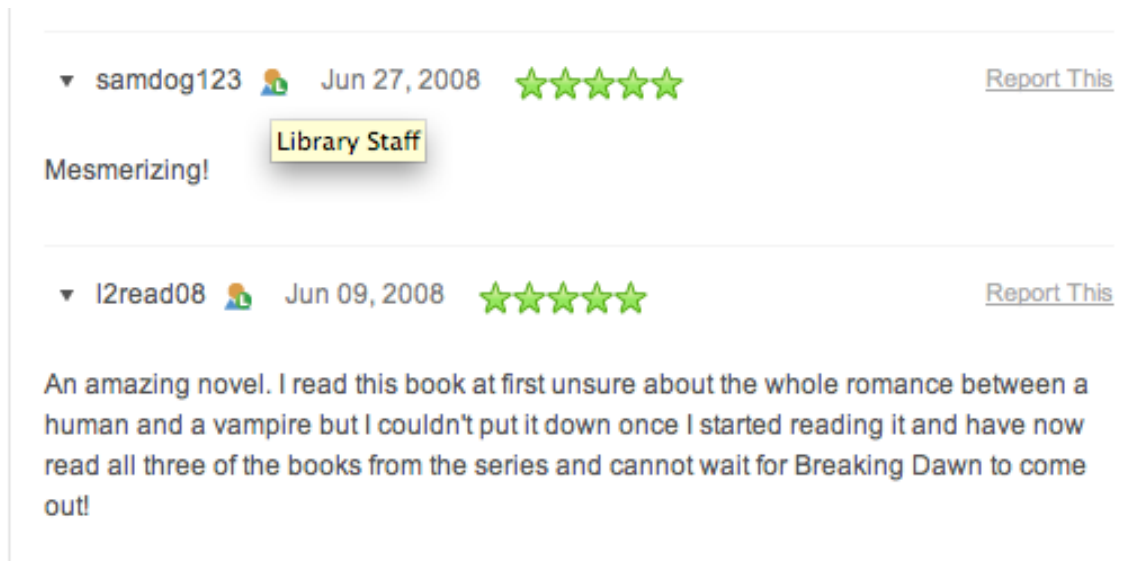 samdog123 Jun 27, 2008 Report This
Library Staff
Mesmerizing!
l2read08 Jun 09, 2008 Report This
An amazing novel. I read this book at first unsure about the whole romance between a
human and a vampire but I couldn't put it down once I started reading it and have now
read all three of the books from the series and cannot wait for Breaking Dawn to come
out!